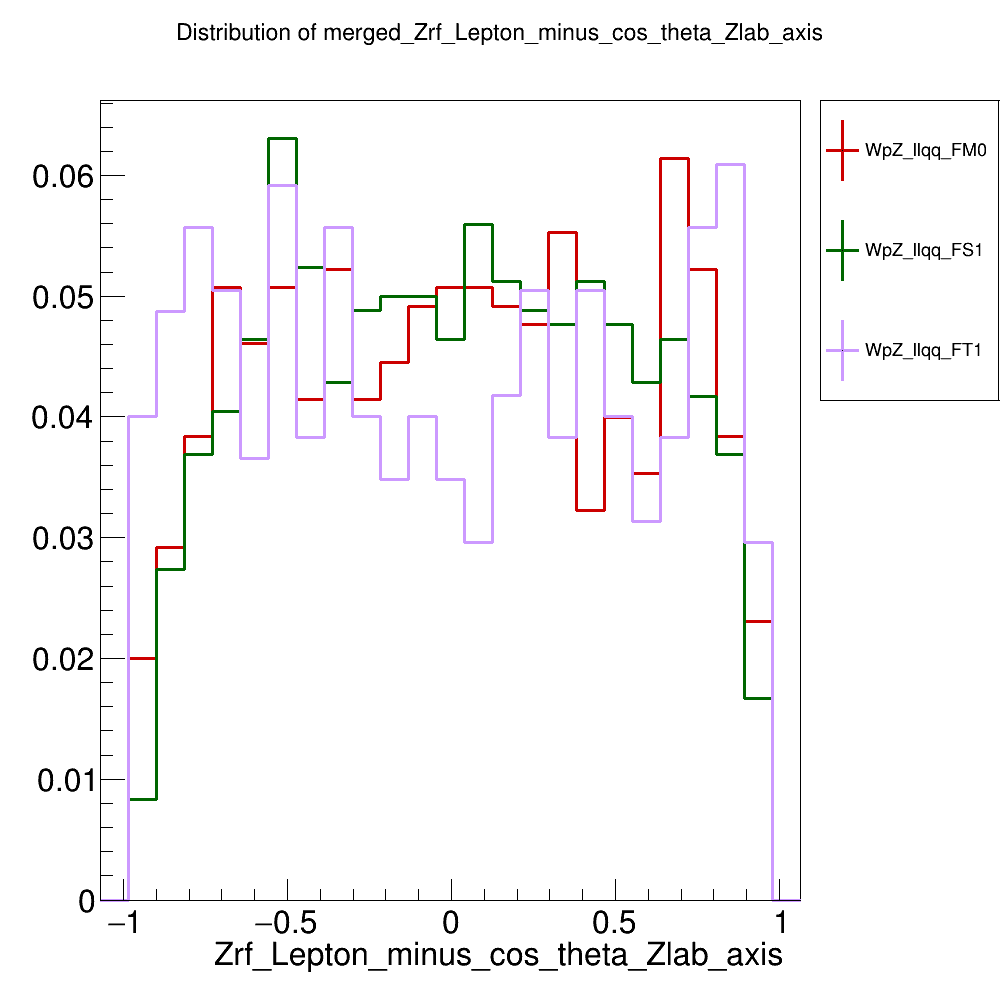 Distribution of merged_Zrf_Lepton_minus_cos_theta_Zlab_axis
WpZ_llqq_FM0
WpZ_llqq_FS1
WpZ_llqq_FT1
0.06
0.05
0.04
0.03
0.02
0.01
0
−1 −0.5 0 0.5 1
Zrf_Lepton_minus_cos_theta_Zlab_axis